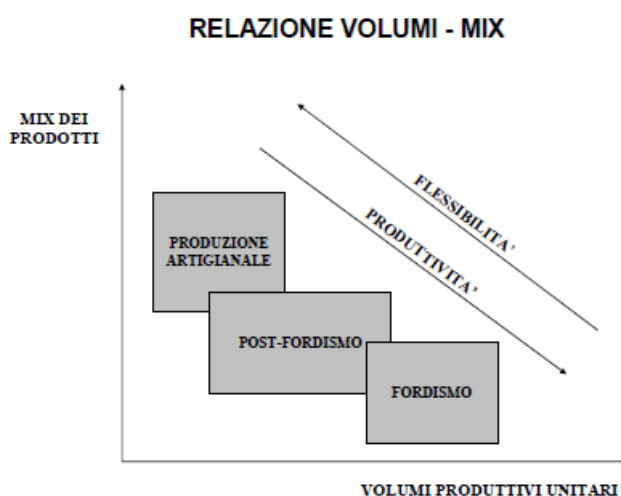 RELAZIONE VOLUMI - MIX
MIX DEI
PRODOTTI
FLESSIBILITA'
PRODUTTIVITA'
PRODUZIONE
ARTIGIANALE
POST-FORDISMO
FORDISMO
VOLUMI PRODUTTIVI UNITARI